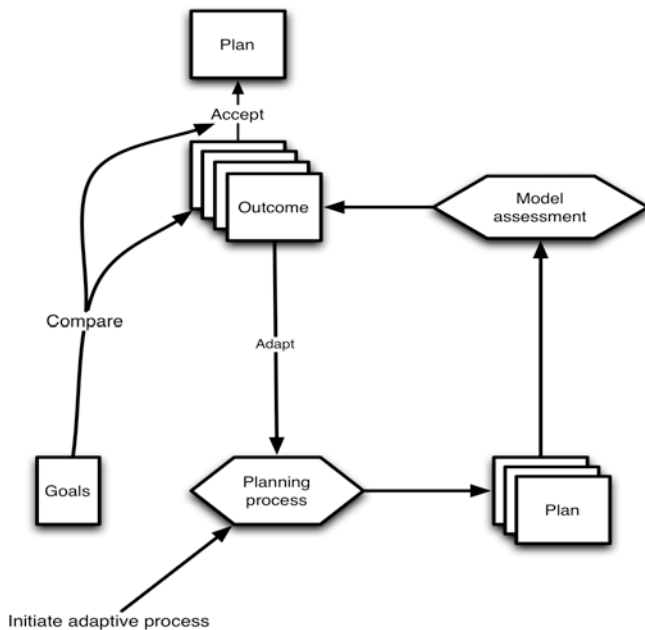 Plan
Accept
Outcome
Model
assessment
Compare
Adapt
Goals
Planning
process
Plan
Initiate adaptive process